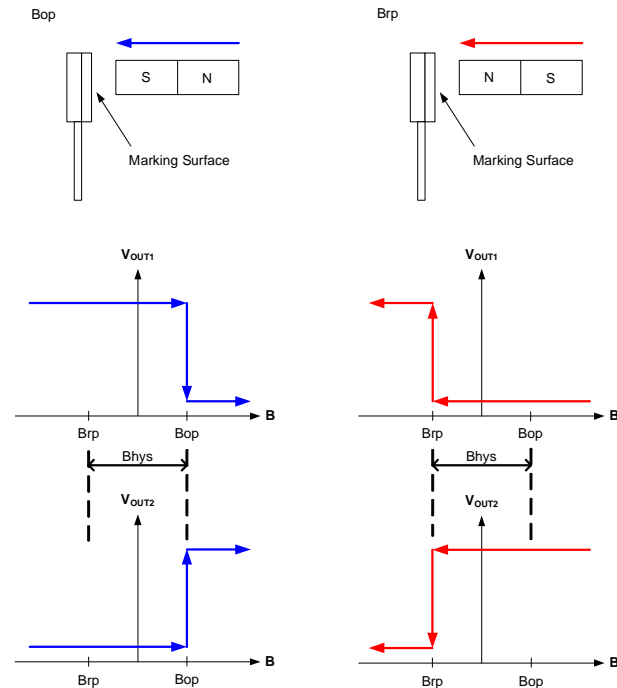 Bop
S N
Marking Surface
Brp
N S
Marking Surface
VOUT1
B
Brp Bop
Bhys
VOUT2
B
Brp Bop
VOUT1
B
Brp Bop
Bhys
VOUT2
B
Brp Bop